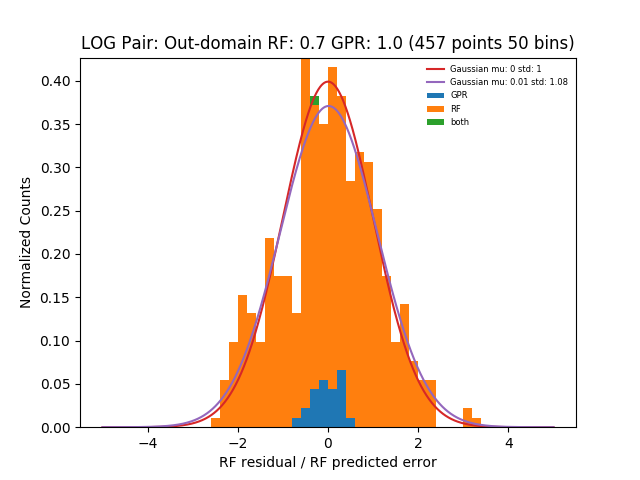 LOG Pair: Out-domain RF: 0.7 GPR: 1.0 (457 points 50 bins)
Gaussian mu: 0 std: 1
Gaussian mu: 0.01 std: 1.08
GPR
RF
both
Normalized Counts
0.40
0.35
0.30
0.25
0.20
0.15
0.10
0.05
0.00
−4
−2
0
2
4
RF residual / RF predicted error